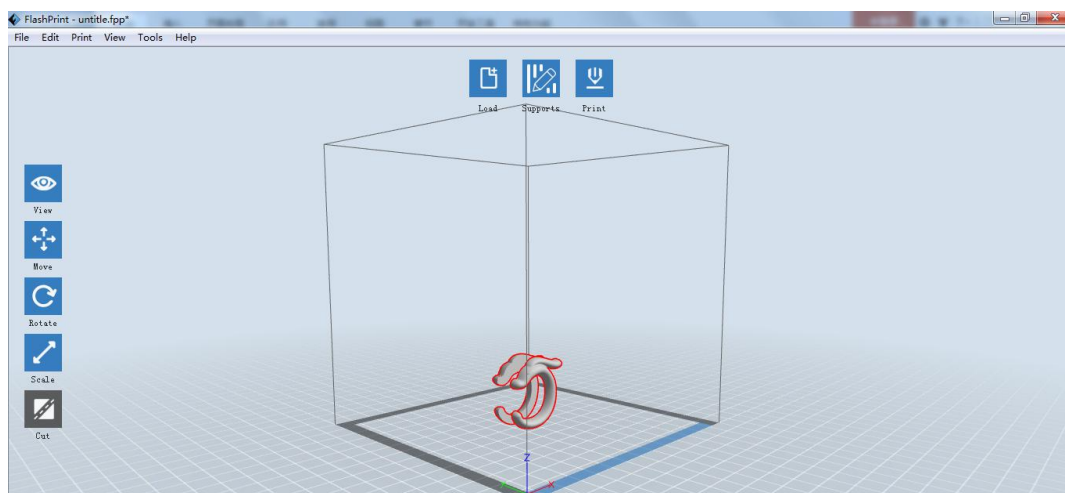 FlashPrint - untitle.fpp*
File Edit Print View Tools Help
Load Supports Print
View
Move
Rotate
Scale
Cut
Z
X